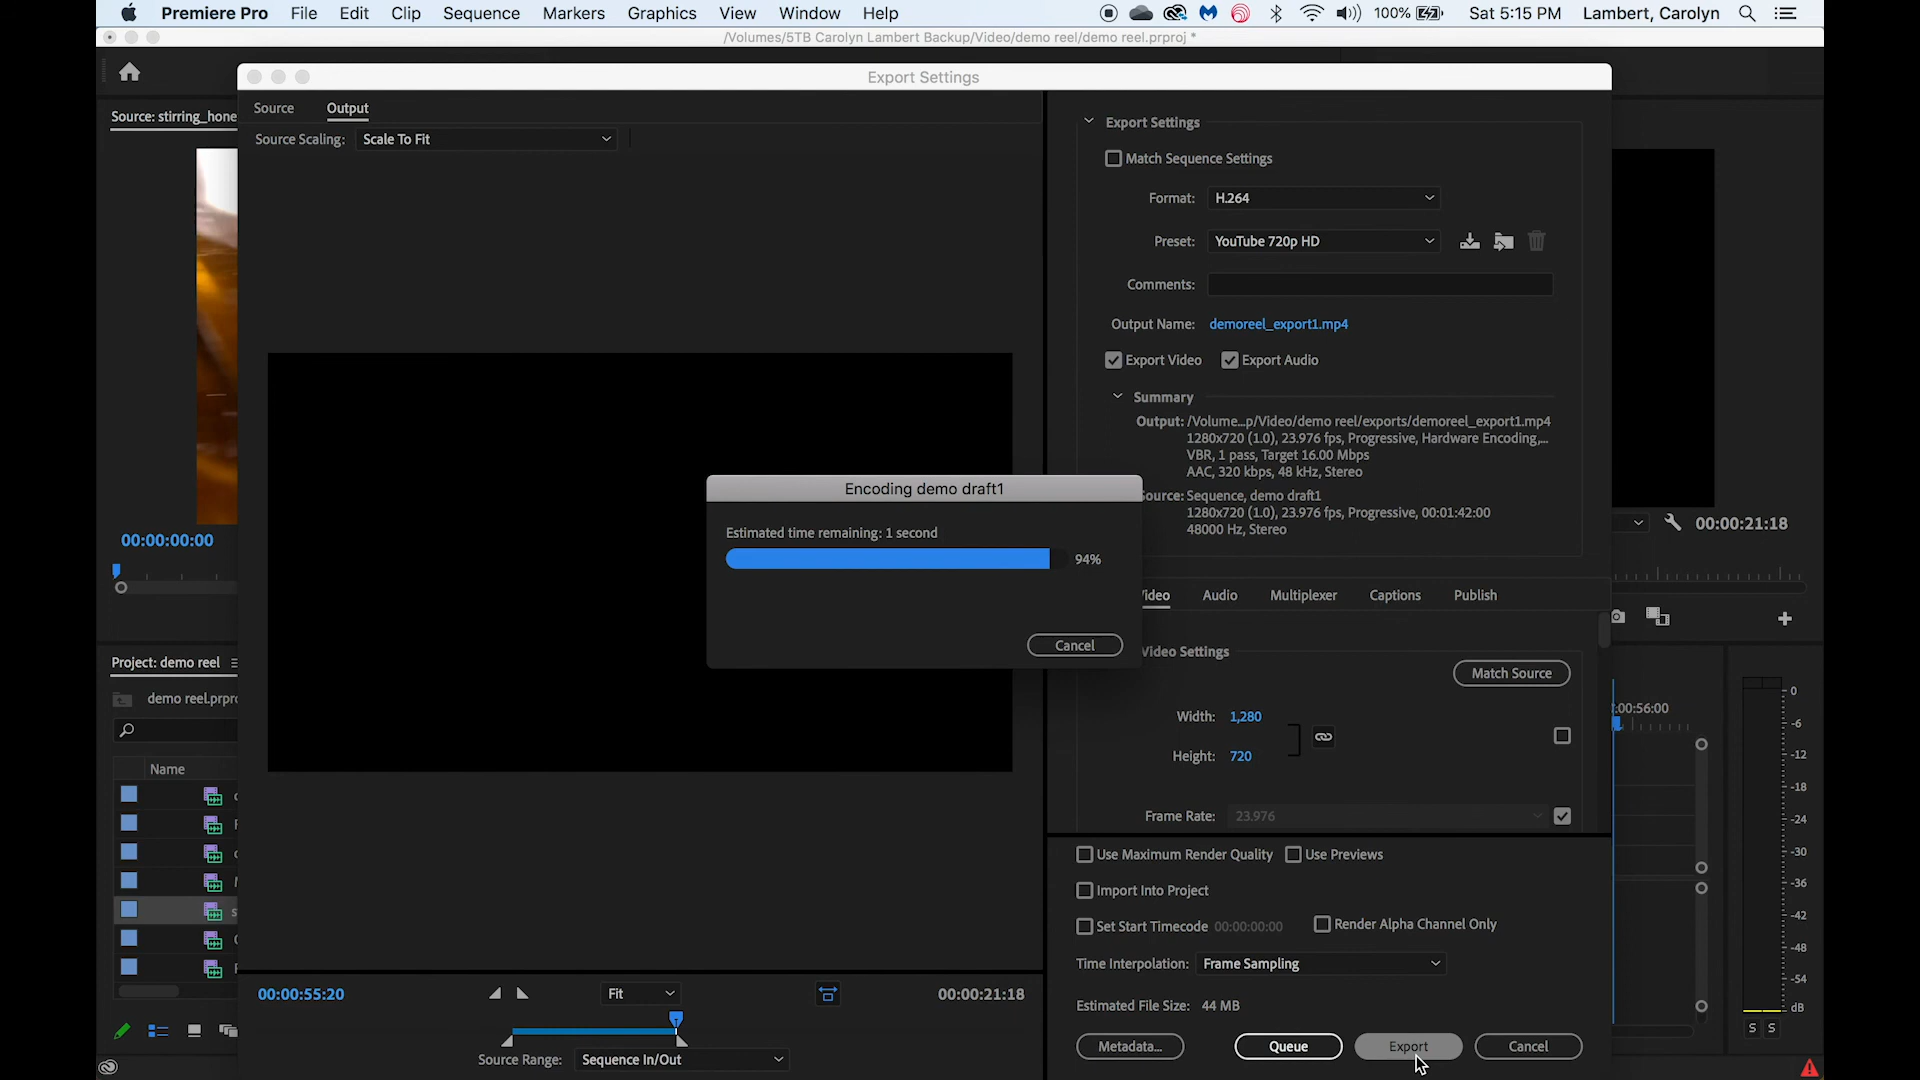 Premiere Pro File Edit Clip Sequence Markers Graphics View Window Help 100% Sat 5:15 PM Lambert, Carolyn
/Volumes/5TB Carolyn Lambert Backup/Video/demo reel/demo reel.prproj *
Export Settings
Source: stirring_hone
Source Output
Source Scaling: Scale To Fit
Export Settings
Match Sequence Settings
Format: H.264
Preset: YouTube 720p HD
Comments:
Output Name: demoreel_export1.mp4
Export Video Export Audio
Summary
Output: /Volume...p/Video/demo reel/exports/demoreel_export1.mp4
1280x720 (1.0), 23.976 fps, Progressive, Hardware Encoding,...
VBR, 1 pass, Target 16.00 Mbps
AAC, 320 kbps, 48 kHz, Stereo
ource: Sequence, demo draft1
1280x720 (1.0), 23.976 fps, Progressive, 00:01:42:00
48000 Hz, Stereo
Encoding demo draft1
Estimated time remaining: 1 second
94%
Cancel
00:00:00:00
00:00:21:18
ideo Audio Multiplexer Captions Publish
Video Settings
Match Source
Width: 1,280
Height: 720
Frame Rate: 23.976
Use Maximum Render Quality Use Previews
Import Into Project
Set Start Timecode 00:00:00:00 Render Alpha Channel Only
Time Interpolation: Frame Sampling
Estimated File Size: 44 MB
Metadata... Queue Export Cancel
Project: demo reel
demo reel.prpro
Name
00:00:55:20 Fit 00:00:21:18
Source Range: Sequence In/Out
:00:56:00
0
-6
-12
-18
-24
-30
-36
-42
-48
-54
dB
S S